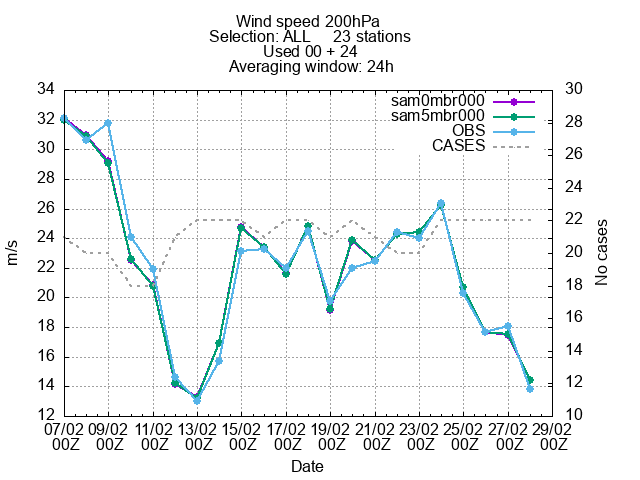 Wind speed 200hPa
Selection: ALL 23 stations
Used 00 + 24
Averaging window: 24h
34 30
32 28
30 26
28 24
26 22
24 20
22 18
20 16
18 14
16 12
14 10
12
sam0mbr000
sam5mbr000
OBS
CASES
m/s
No cases
07/02 09/02 11/02 13/02 15/02 17/02 19/02 21/02 23/02 25/02 27/02 29/02
00Z 00Z 00Z 00Z 00Z 00Z 00Z 00Z 00Z 00Z 00Z 00Z
Date